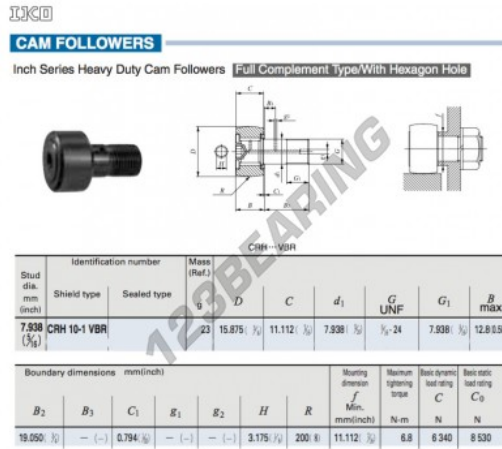 IKO
CAM FOLLOWERS
Inch Series Heavy Duty Cam Followers Full Complement Type/With Hexagon Hole
C
D
H
R
B
C₁
G₁
G
f
CRH···VBR
123BEARING
Stud dia. mm (inch) Identification number Mass (Ref.) g
Shield type Sealed type D C d₁ G UNF G₁ B max
7.938 CRH 10-1 VBR 23 15.875 11.112 7.938 -24 7.938 12.8
Boundary dimensions mm(inch) Mounting dimension f Min. mm(inch) Maximum tightening torque N-m Basic dynamic load rating C N Basic static load rating C₀ N
B₂ B₃ C₁ g₁ g₂ H R
19.050 — (—) 0.794 — (—) — (—) 3.175 200 11.112 6.8 6 340 8 530